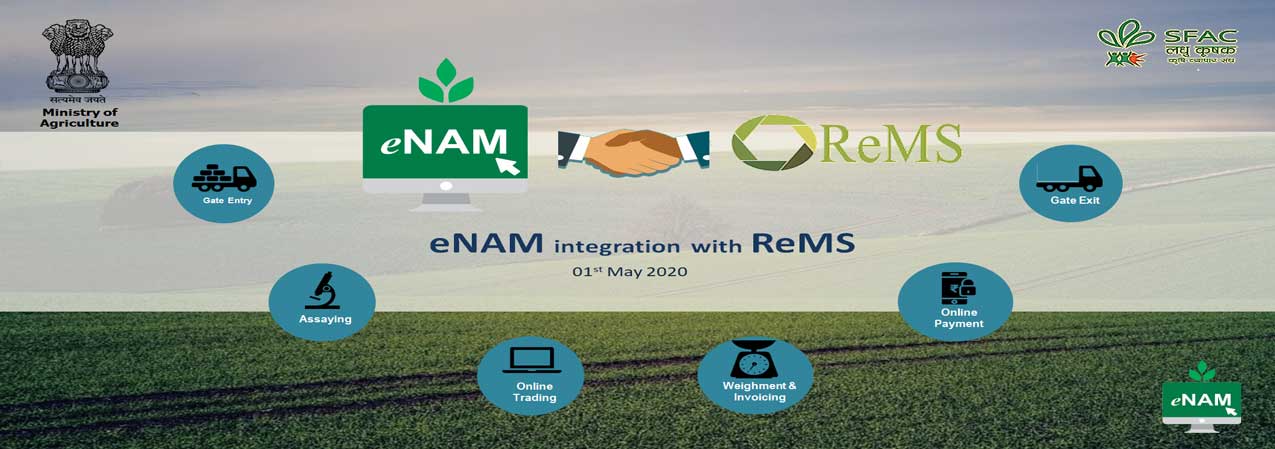 सत्यमेव जयते
Ministry of
Agriculture
SFAC
लघु कृषक
कृषि व्यापार संघ
eNAM
ReMS
Gate Entry
Gate Exit
eNAM integration with ReMS
01st May 2020
Assaying
Online
Payment
Online
Trading
Weighment &
Invoicing
eNAM